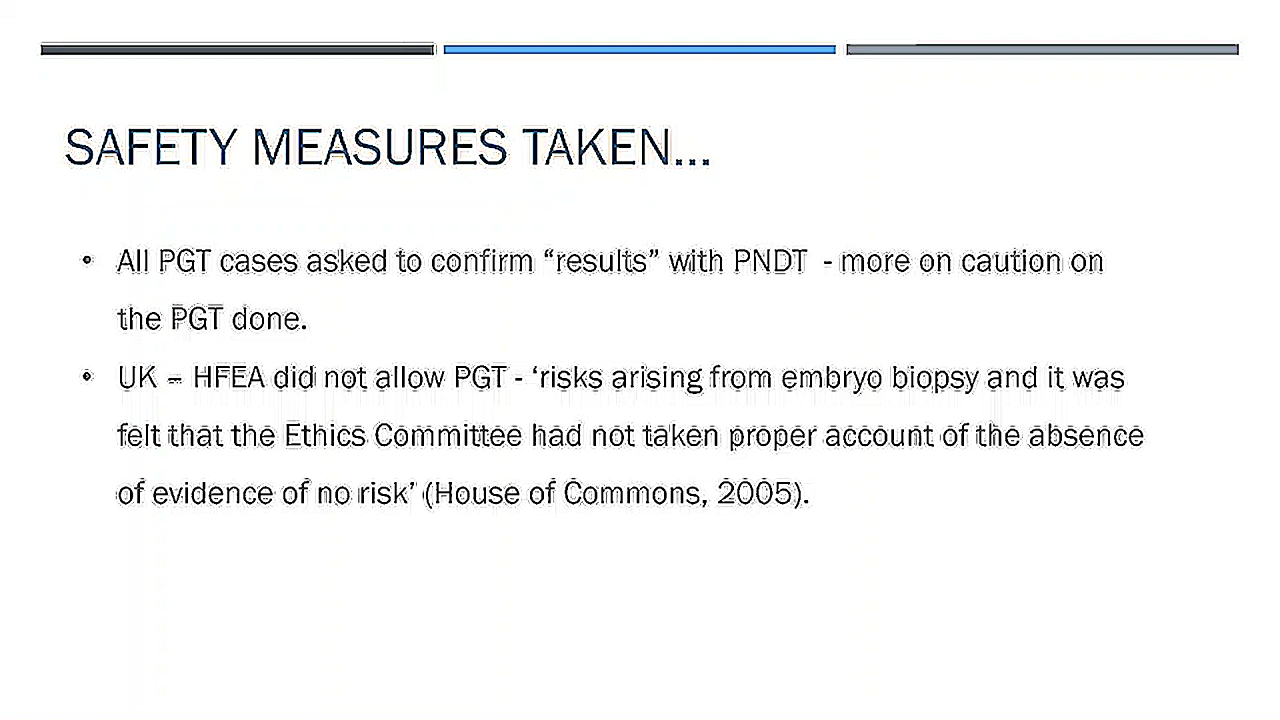 SAFETY MEASURES TAKEN...
• All PGT cases asked to confirm “results” with PNDT - more on caution on
the PGT done.
• UK – HFEA did not allow PGT - ‘risks arising from embryo biopsy and it was
felt that the Ethics Committee had not taken proper account of the absence
of evidence of no risk’ (House of Commons, 2005).